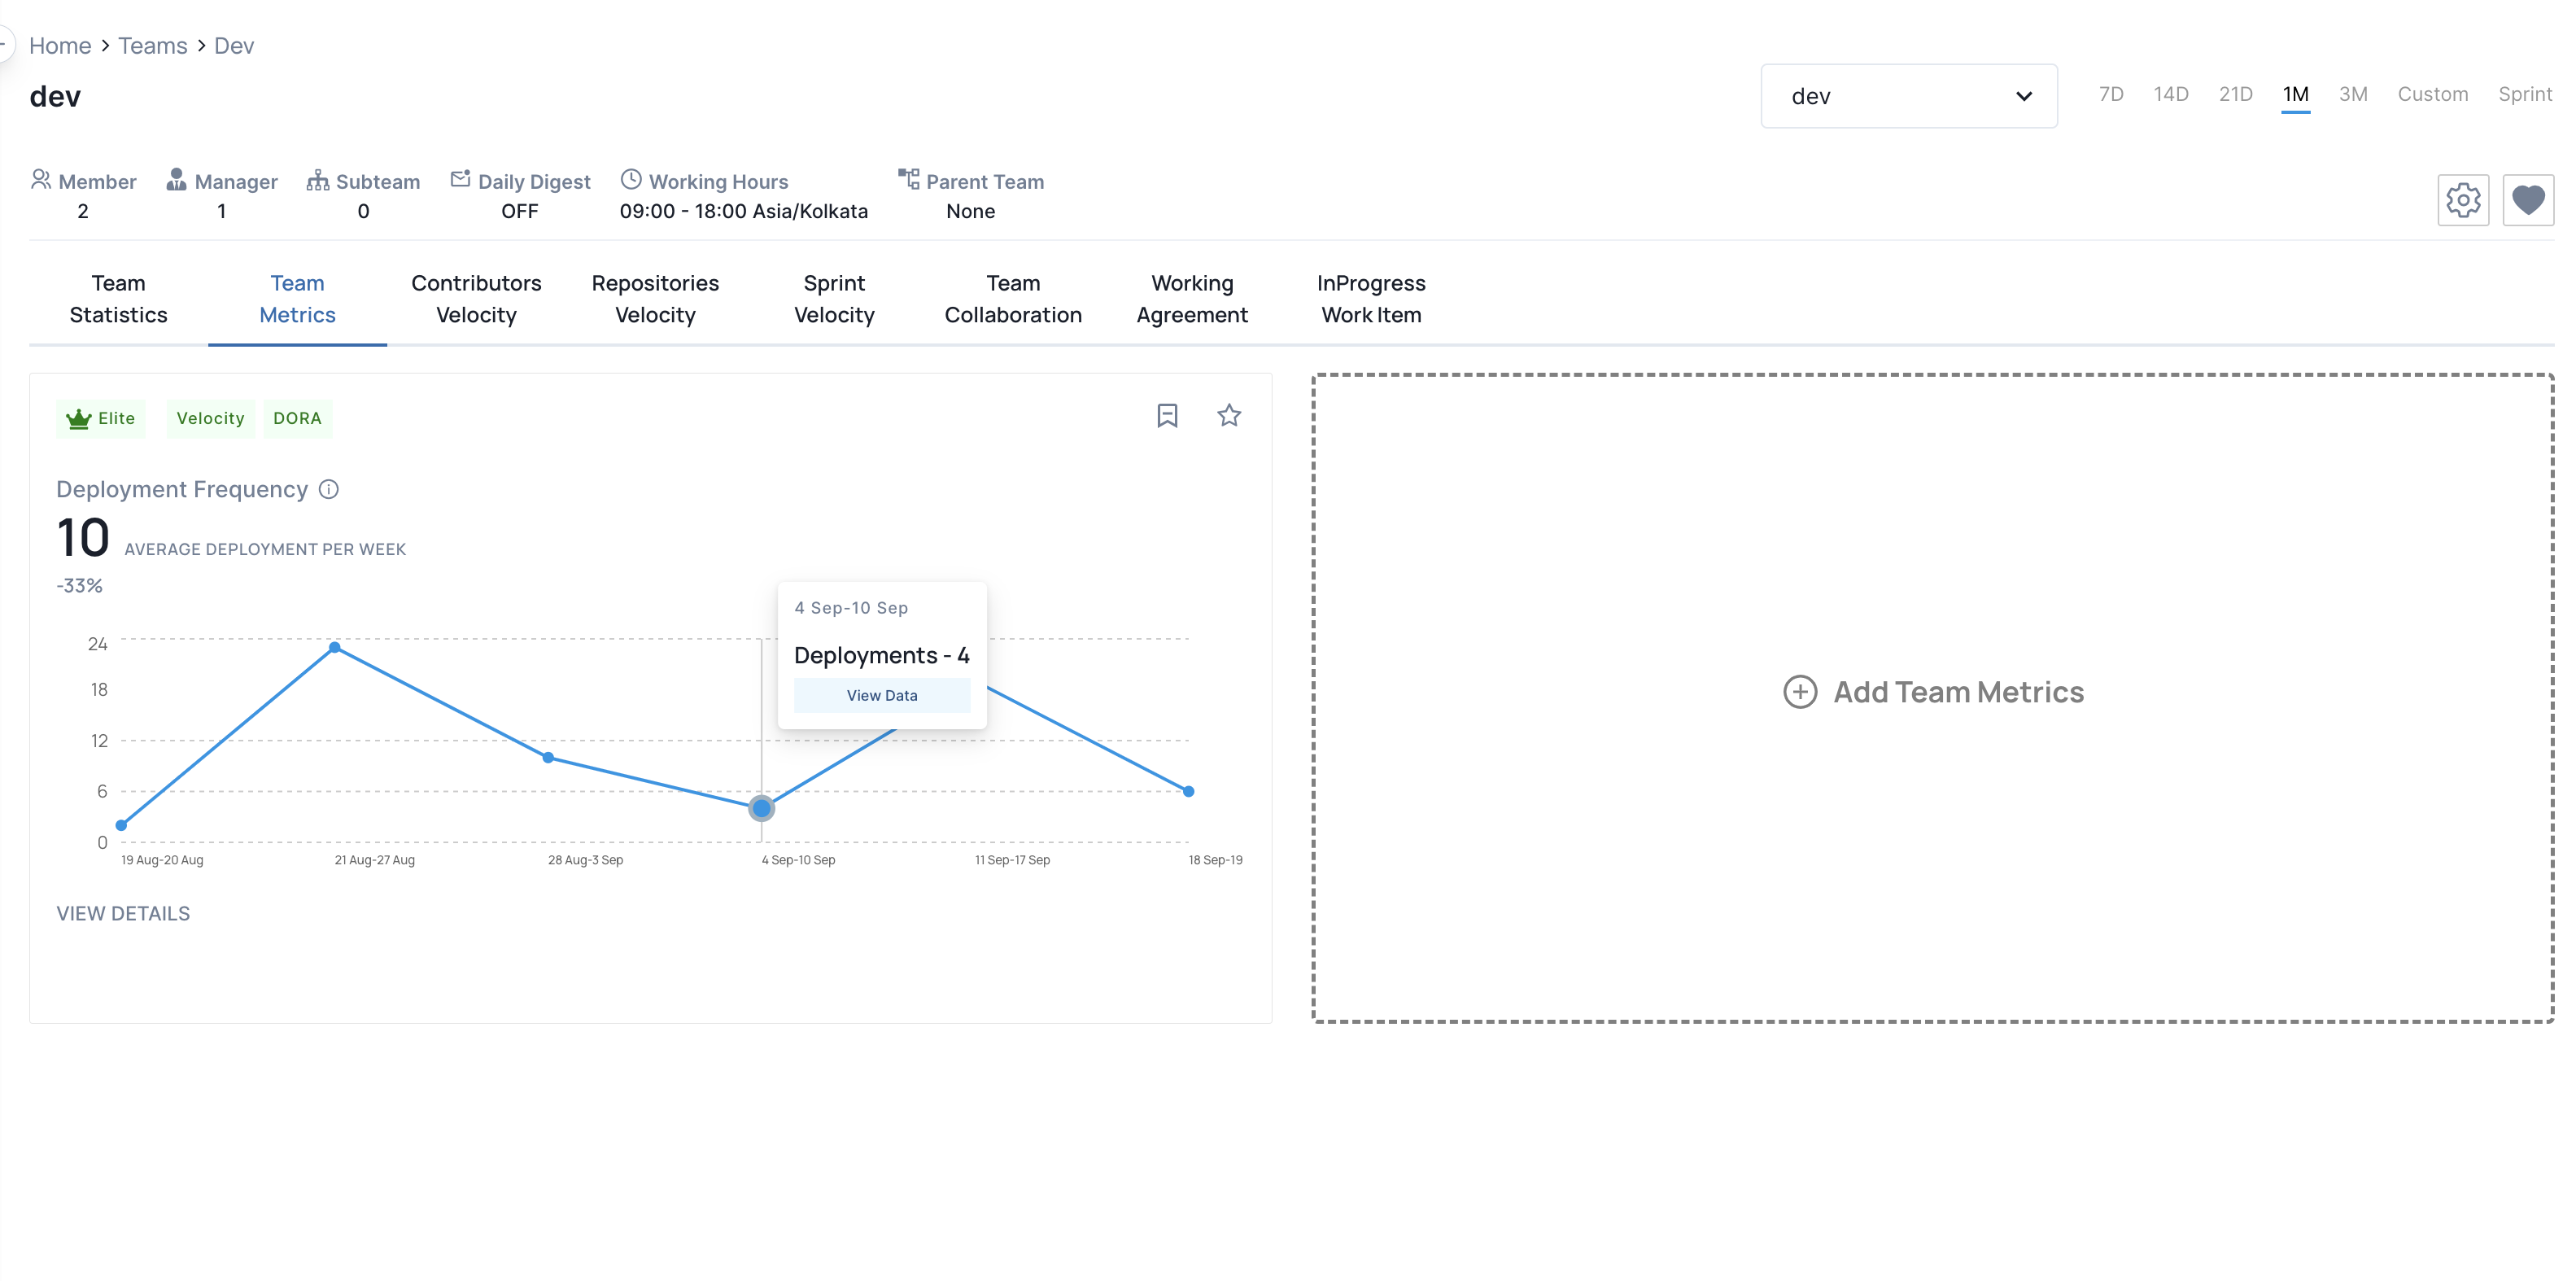 Home > Teams > Dev
dev
dev
7D 14D 21D 1M 3M Custom Sprint
Member
2
Manager
1
Subteam
0
Daily Digest
OFF
Working Hours
09:00 - 18:00 Asia/Kolkata
Parent Team
None
Team
Statistics
Team
Metrics
Contributors
Velocity
Repositories
Velocity
Sprint
Velocity
Team
Collaboration
Working
Agreement
InProgress
Work Item
Elite Velocity DORA
Deployment Frequency
10 AVERAGE DEPLOYMENT PER WEEK
-33%
4 Sep-10 Sep
Deployments - 4
View Data
24
18
12
6
0
19 Aug-20 Aug 21 Aug-27 Aug 28 Aug-3 Sep 4 Sep-10 Sep 11 Sep-17 Sep 18 Sep-19
VIEW DETAILS
Add Team Metrics